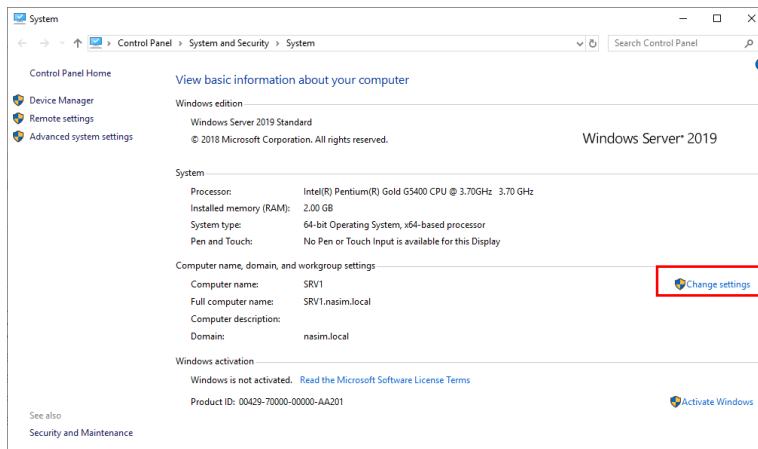 System
Control Panel > System and Security > System
Search Control Panel
Control Panel Home
Device Manager
Remote settings
Advanced system settings
View basic information about your computer
Windows edition
Windows Server 2019 Standard
© 2018 Microsoft Corporation. All rights reserved.
Windows Server® 2019
System
Processor: Intel(R) Pentium(R) Gold G5400 CPU @ 3.70GHz 3.70 GHz
Installed memory (RAM): 2.00 GB
System type: 64-bit Operating System, x64-based processor
Pen and Touch: No Pen or Touch Input is available for this Display
Computer name, domain, and workgroup settings
Computer name: SRV1
Change settings
Full computer name: SRV1.nasim.local
Computer description:
Domain: nasim.local
Windows activation
Windows is not activated. Read the Microsoft Software License Terms
Product ID: 00429-70000-00000-AA201
Activate Windows
See also
Security and Maintenance